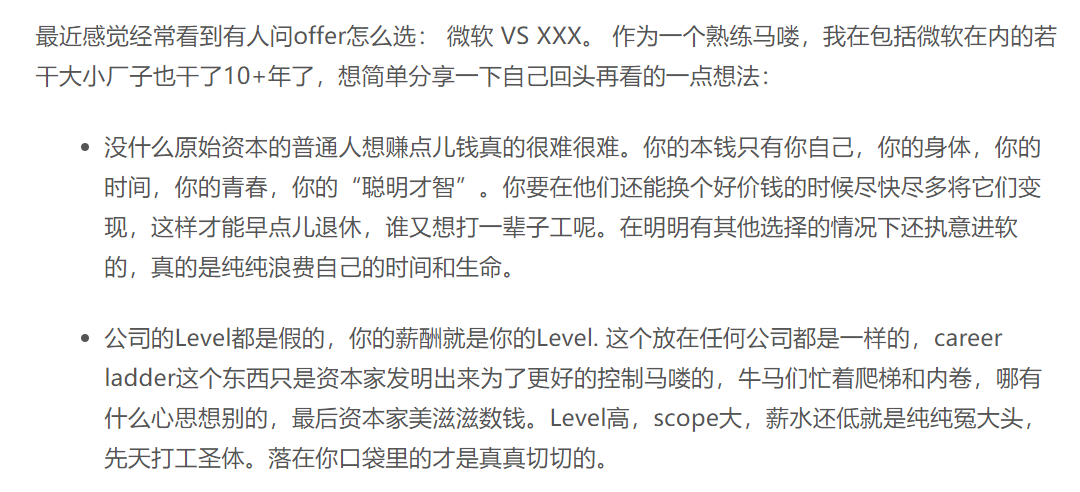 最近感觉经常看到有人问offer怎么选： 微软 VS XXX。 作为一个熟练马喽，我在包括微软在内的若
干大小厂子也干了10+年了，想简单分享一下自己回头再看的一点想法：
• 没什么原始资本的普通人想赚点儿钱真的很难很难。你的本钱只有你自己，你的身体，你的
时间，你的青春，你的“聪明才智”。你要在他们还能换个好价钱的时候尽快尽多将它们变
现，这样才能早点儿退休，谁又想打一辈子工呢。在明明有其他选择的情况下还执意进软
的，真的是纯纯浪费自己的时间和生命。
• 公司的Level都是假的，你的薪酬就是你的Level. 这个放在任何公司都是一样的，career
ladder这个东西只是资本家发明出来为了更好的控制马喽的，牛马们忙着爬梯和内卷，哪有
什么心思想别的，最后资本家美滋滋数钱。Level高，scope大，薪水还低就是纯纯冤大头，
先天打工圣体。落在你口袋里的才是真真切切的。